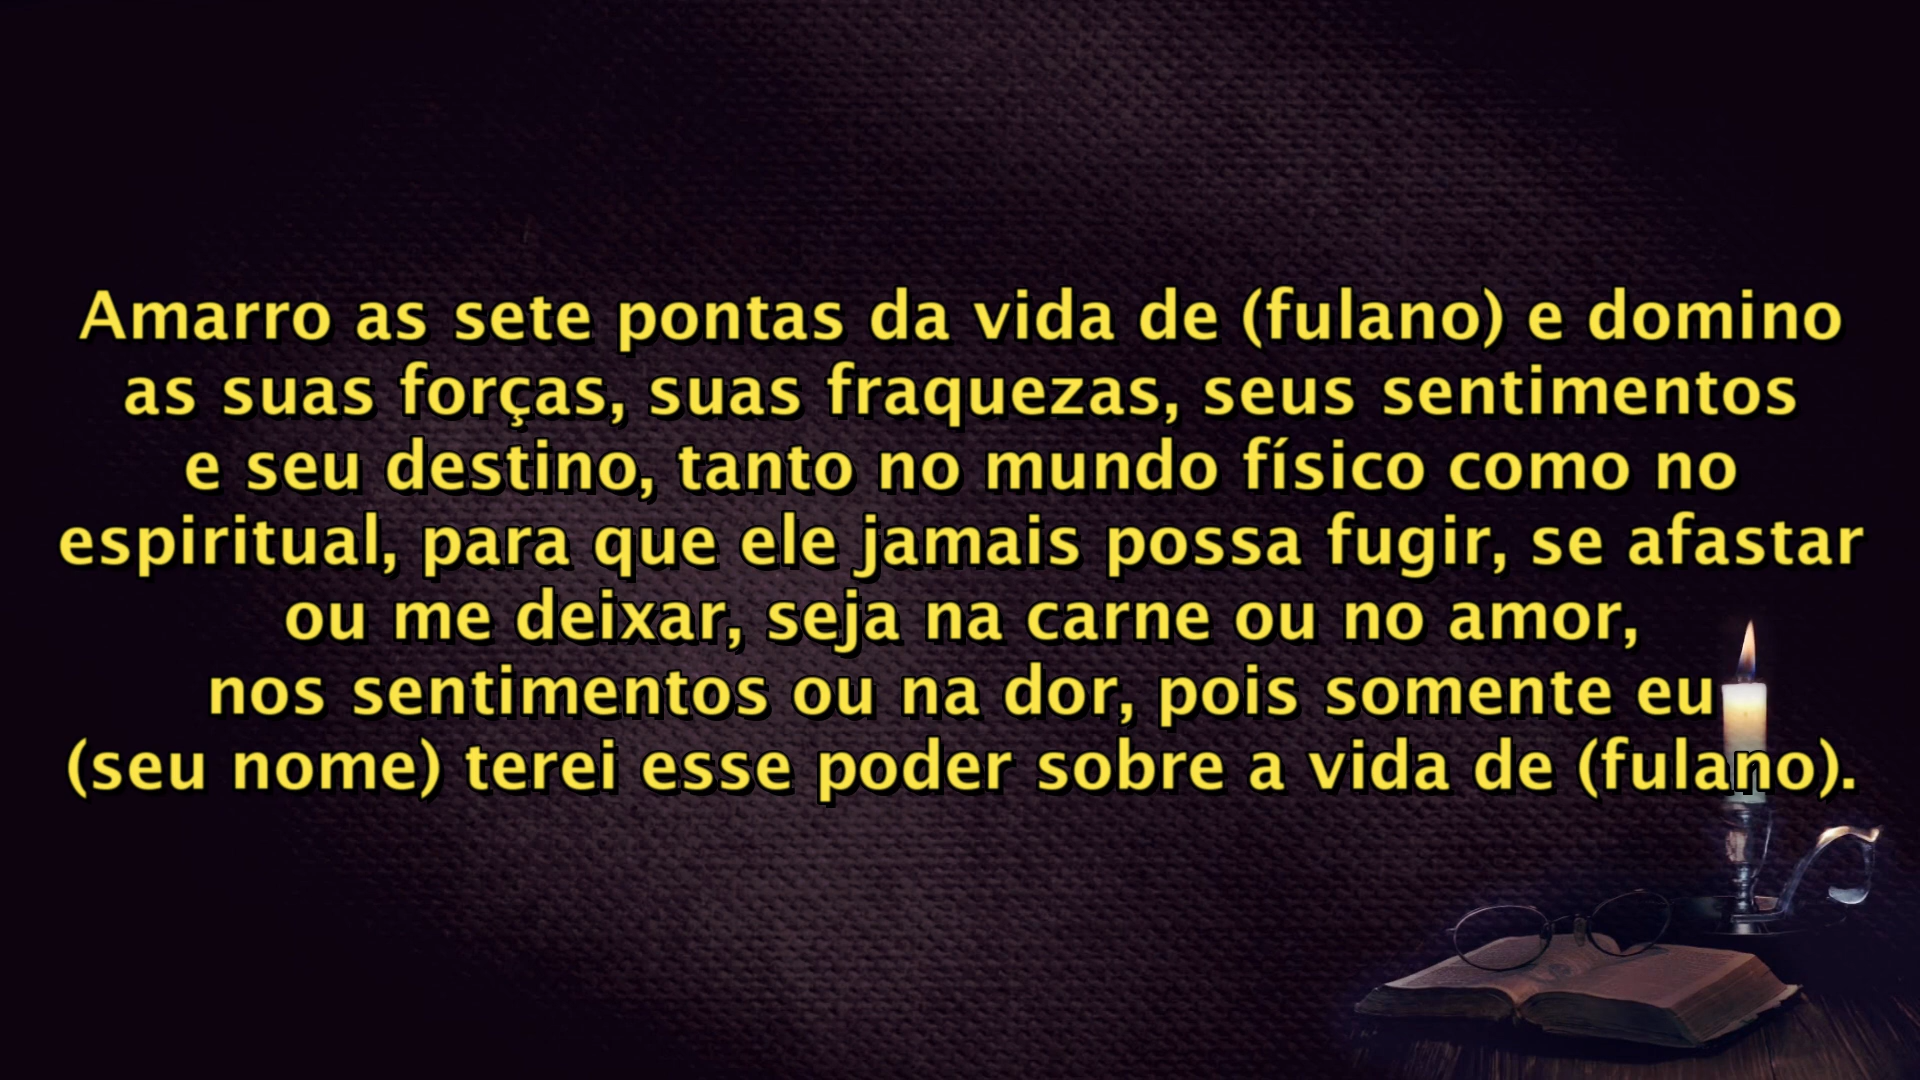 Amarro as sete pontas da vida de (fulano) e domino
as suas forças, suas fraquezas, seus sentimentos
e seu destino, tanto no mundo físico como no
espiritual, para que ele jamais possa fugir, se afastar
ou me deixar, seja na carne ou no amor,
nos sentimentos ou na dor, pois somente eu
(seu nome) terei esse poder sobre a vida de (fulano).